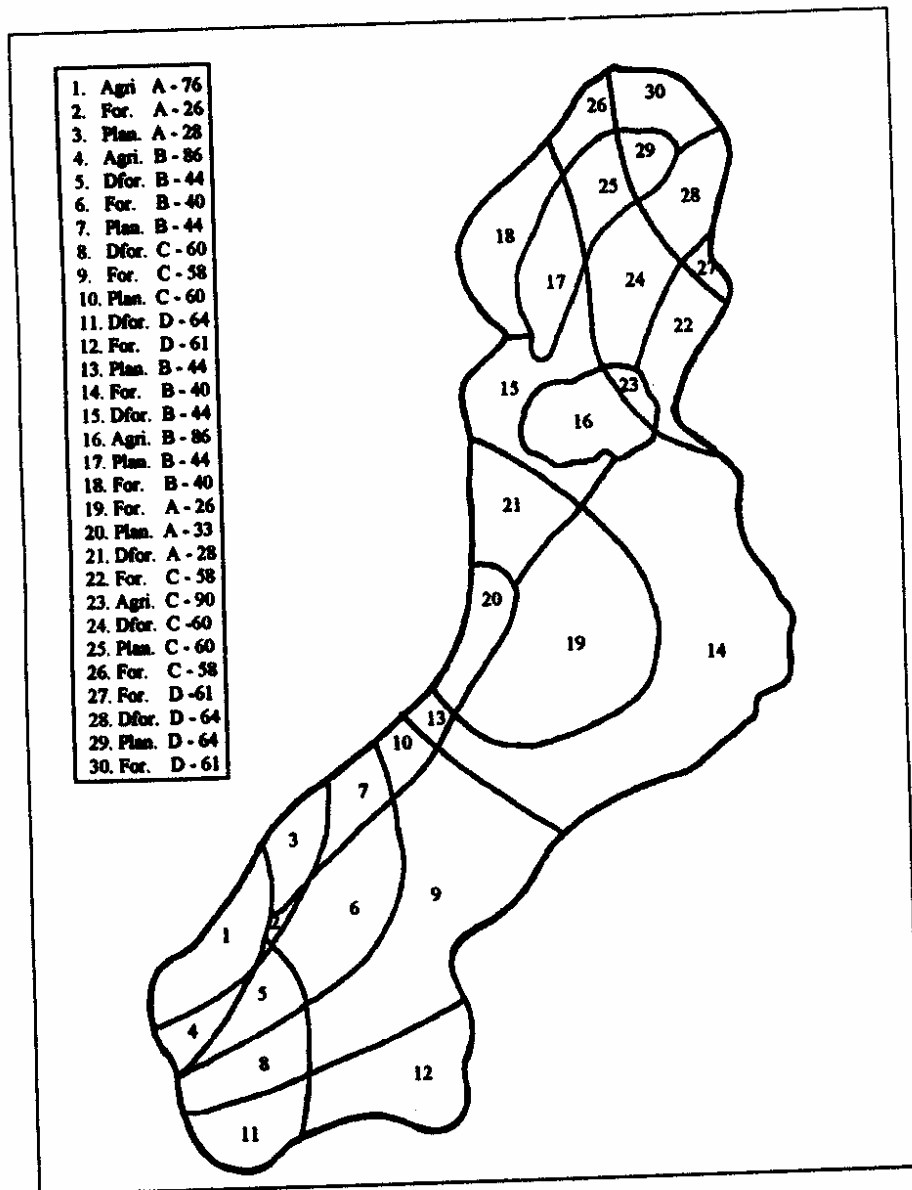 1. Agri A - 76
2. For. A - 26
3. Plan. A - 28
4. Agri. B - 86
5. Dfor. B - 44
6. For. B - 40
7. Plan. B - 44
8. Dfor. C - 60
9. For. C - 58
10. Plan. C - 60
11. Dfor. D - 64
12. For. D - 61
13. Plan. B - 44
14. For. B - 40
15. Dfor. B - 44
16. Agri. B - 86
17. Plan. B - 44
18. For. B - 40
19. For. A - 26
20. Plan. A - 33
21. Dfor. A - 28
22. For. C - 58
23. Agri. C - 90
24. Dfor. C -60
25. Plan. C - 60
26. For. C - 58
27. For. D -61
28. Dfor. D - 64
29. Plan. D - 64
30. For. D - 61
30
26
29
25
28
18
27
24
17
22
23
15
16
21
20
19
14
13
10
7
3
9
6
2
1
5
4
8
12
11